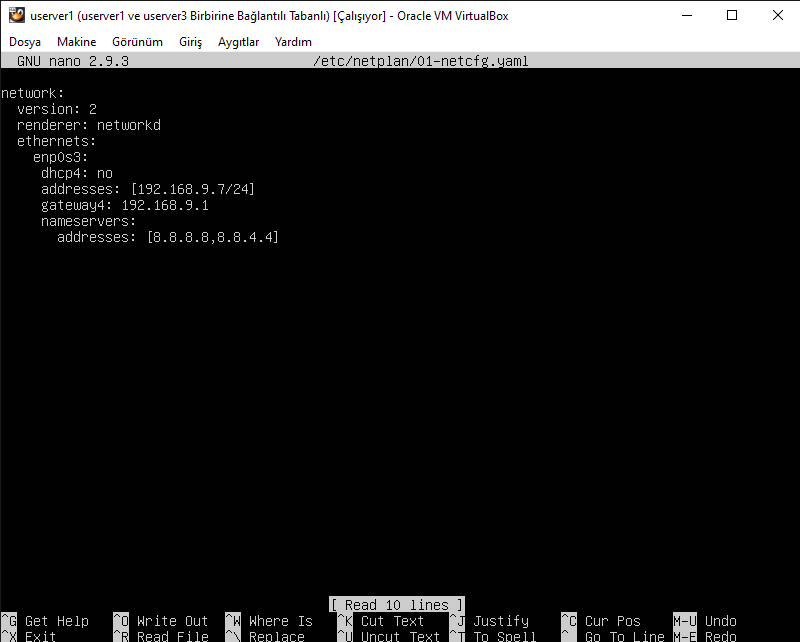 userver1 (userver1 ve userver3 Birbirine Bağlantılı Tabanlı) [Çalışıyor] - Oracle VM VirtualBox
Dosya Makine Görünüm Giriş Aygıtlar Yardım
GNU nano 2.9.3 /etc/netplan/01-netcfg.yaml
network:
  version: 2
  renderer: networkd
  ethernets:
    enp0s3:
     dhcp4: no
     addresses: [192.168.9.7/24]
     gateway4: 192.168.9.1
     nameservers:
       addresses: [8.8.8.8,8.8.4.4]
[ Read 10 lines ]
^G Get Help ^O Write Out ^W Where Is ^K Cut Text ^J Justify ^C Cur Pos M-U Undo
^X Exit ^R Read File ^\ Replace ^U Uncut Text ^T To Spell ^_ Go To Line M-E Redo